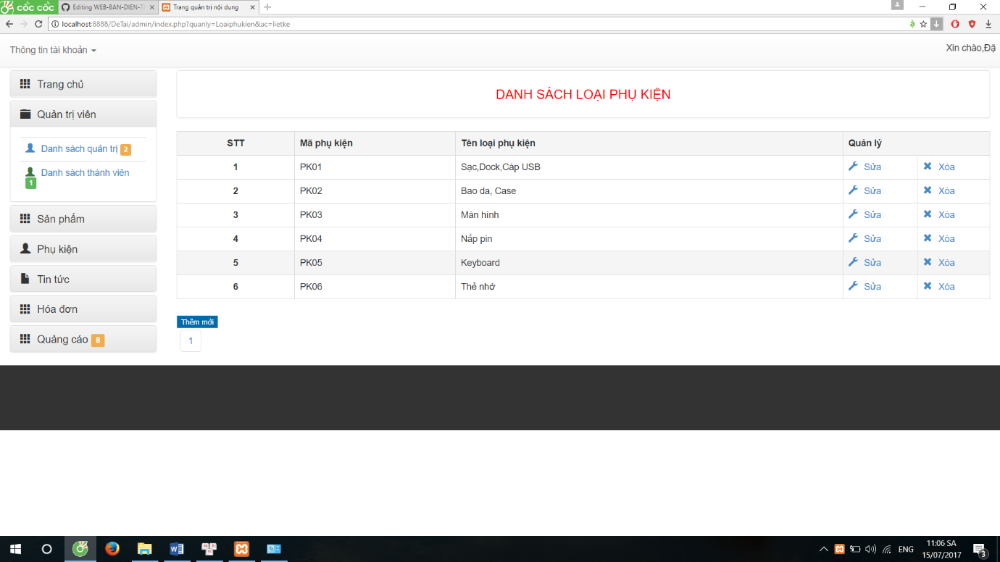 cốc cốc
Editing WEB-BAN-DIEN-T
Trang quản trị nội dung
localhost:8888/DeTai/admin/index.php?quanly=Loaiphukien&ac=lietke
Thông tin tài khoản
Xin chào,Đặ
Trang chủ
Quản trị viên
Danh sách quản trị 2
Danh sách thành viên
1
Sản phẩm
Phụ kiện
Tin tức
Hóa đơn
Quảng cáo 8
DANH SÁCH LOẠI PHỤ KIỆN
STT Mã phụ kiện Tên loại phụ kiện Quản lý
1 PK01 Sạc,Dock,Cáp USB Sửa Xóa
2 PK02 Bao da, Case Sửa Xóa
3 PK03 Màn hình Sửa Xóa
4 PK04 Nắp pin Sửa Xóa
5 PK05 Keyboard Sửa Xóa
6 PK06 Thẻ nhớ Sửa Xóa
Thêm mới
1
ENG
11:06 SA
15/07/2017
3